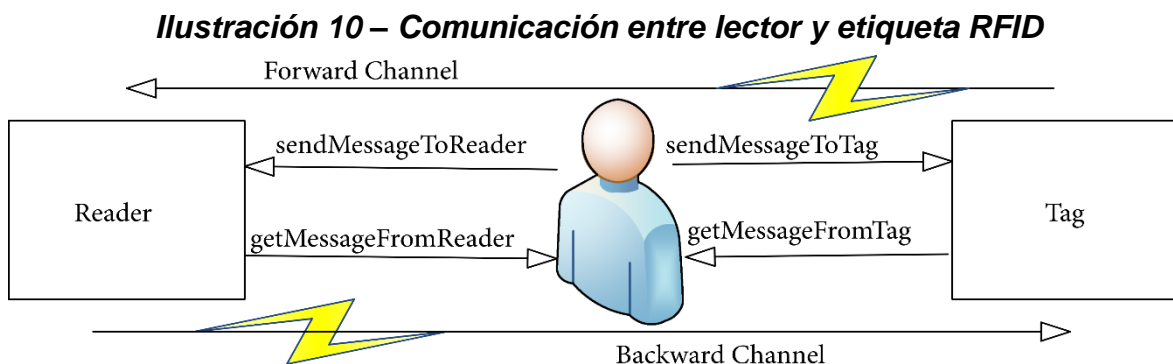 Ilustración 10 – Comunicación entre lector y etiqueta RFID
Forward Channel
sendMessageToReader
sendMessageToTag
Reader
Tag
getMessageFromReader
getMessageFromTag
Backward Channel